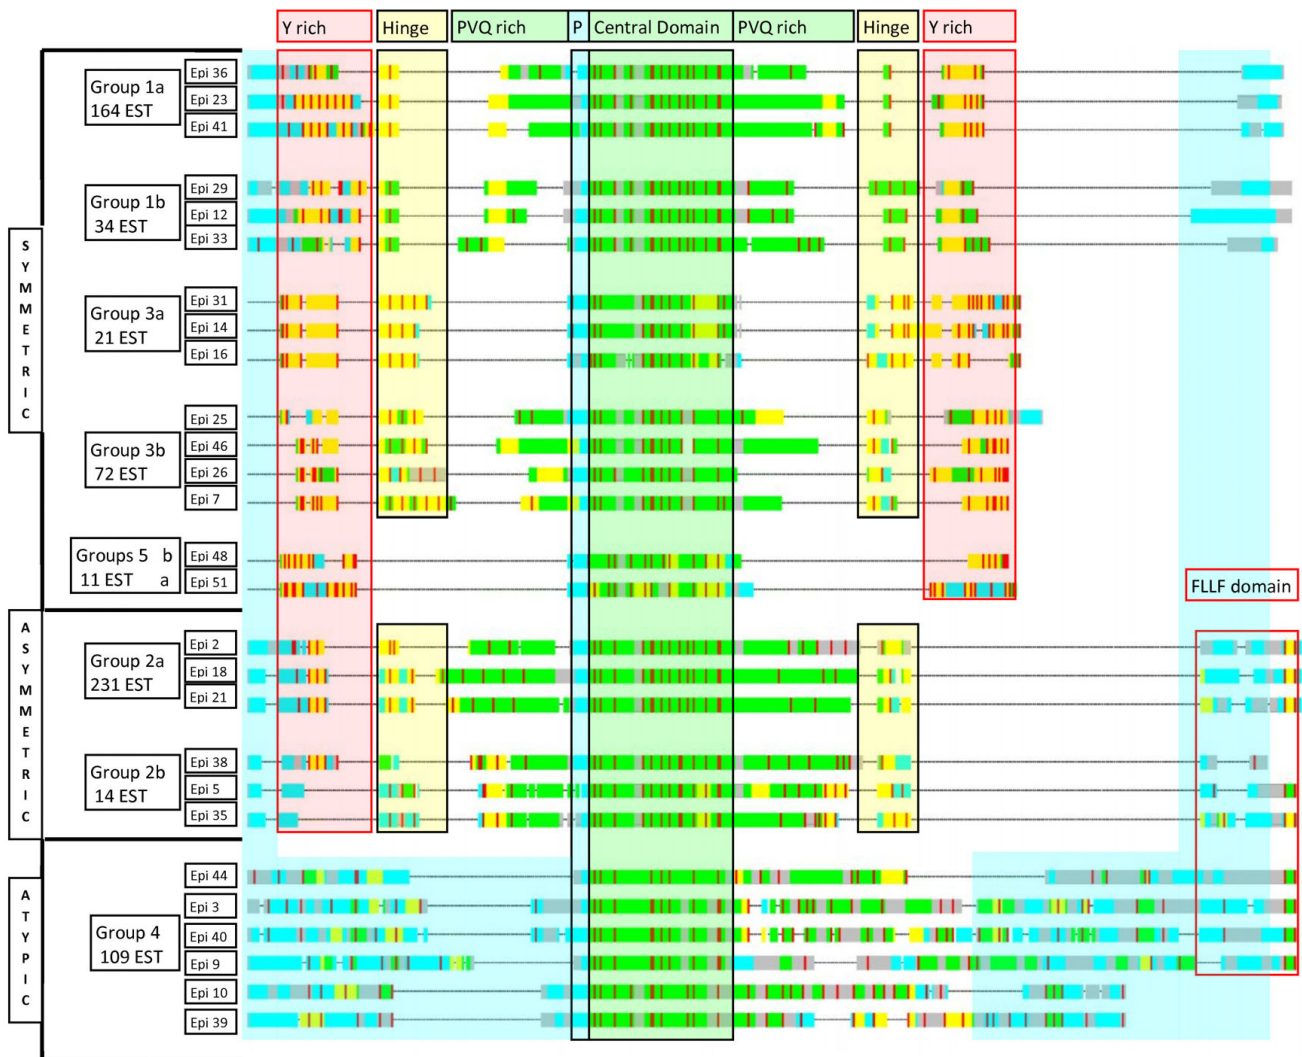 Y rich
Hinge
PVQ rich
P
Central Domain
PVQ rich
Hinge
Y rich
SYMMETRIC
Group 1a
164 EST
Epi 36
Epi 23
Epi 41
Group 1b
34 EST
Epi 29
Epi 12
Epi 33
Group 3a
21 EST
Epi 31
Epi 14
Epi 16
Group 3b
72 EST
Epi 25
Epi 46
Epi 26
Epi 7
Groups 5 b
11 EST a
Epi 48
Epi 51
FLLF domain
ASYMETRIC
Group 2a
231 EST
Epi 2
Epi 18
Epi 21
Group 2b
14 EST
Epi 38
Epi 5
Epi 35
ATYPIC
Group 4
109 EST
Epi 44
Epi 3
Epi 40
Epi 9
Epi 10
Epi 39